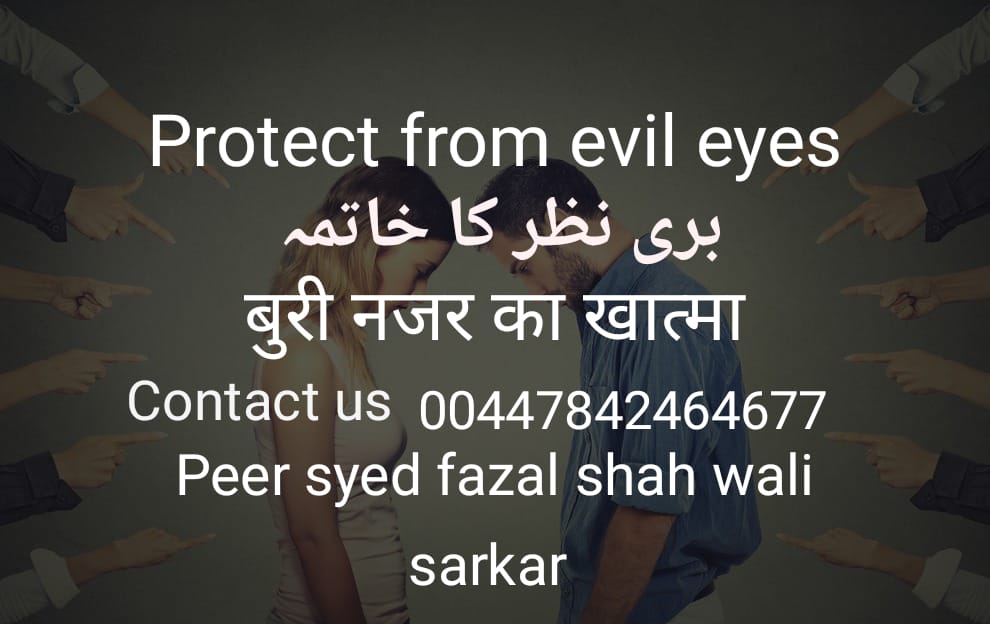 Protect from evil eyes
بری نظر کا خاتمہ
बुरी नजर का खात्मा
Contact us 00447842464677
Peer syed fazal shah wali
sarkar